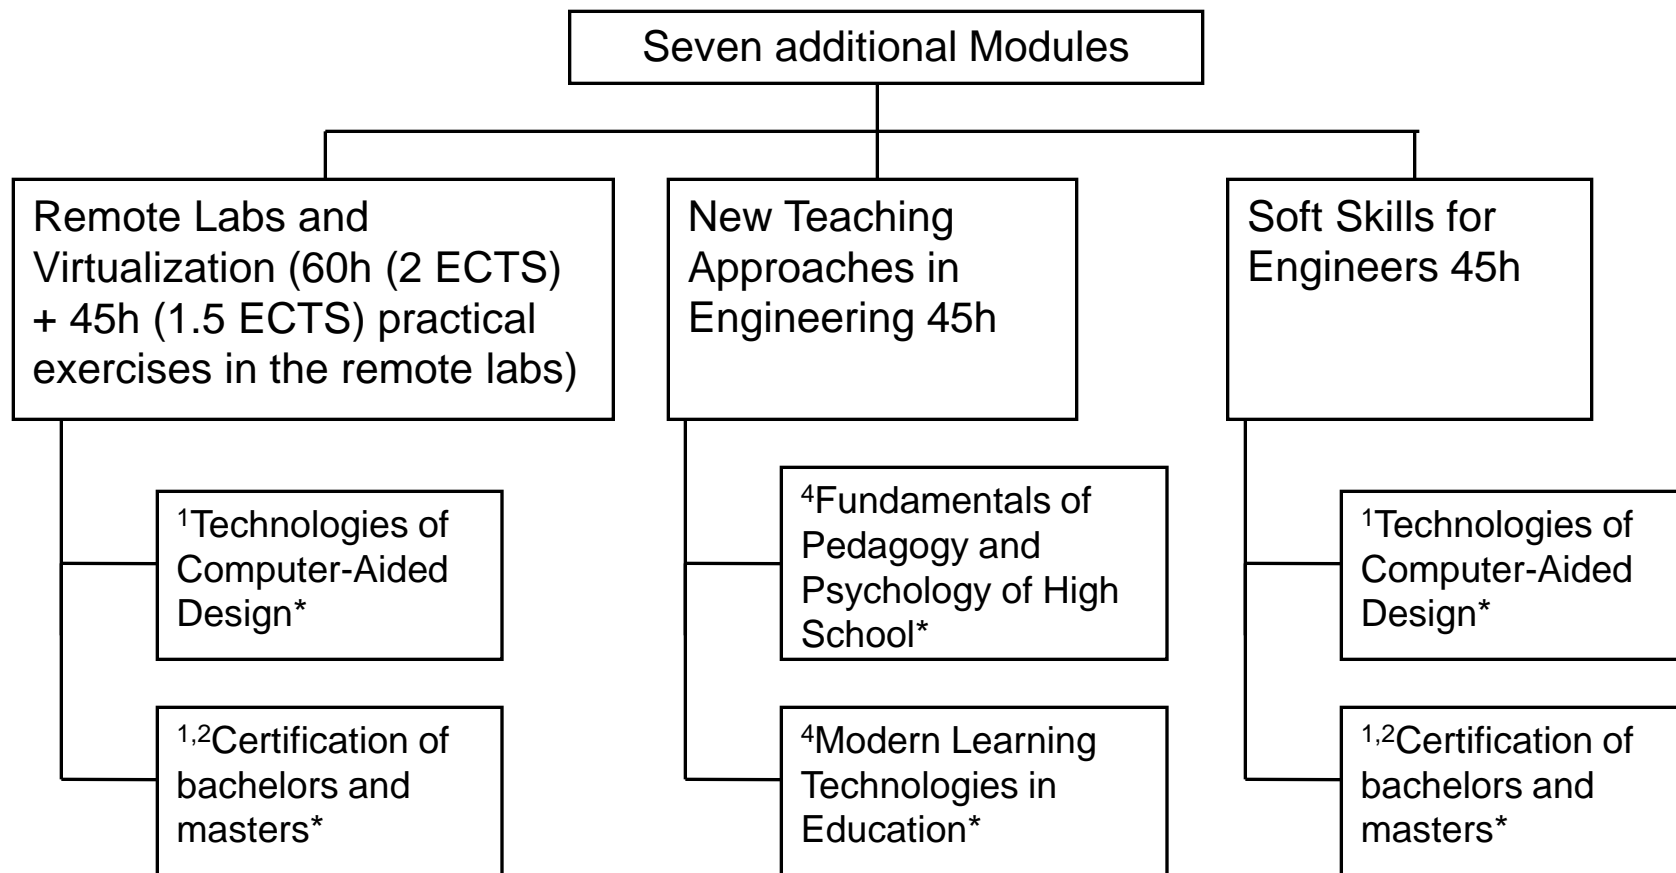 Seven additional Modules
Remote Labs and
Virtualization (60h (2 ECTS)
+ 45h (1.5 ECTS) practical
exercises in the remote labs)
New Teaching
Approaches in
Engineering 45h
Soft Skills for
Engineers 45h
¹Technologies of
Computer-Aided
Design*
⁴Fundamentals of
Pedagogy and
Psychology of High
School*
¹Technologies of
Computer-Aided
Design*
¹,²Certification of
bachelors and
masters*
⁴Modern Learning
Technologies in
Education*
¹,²Certification of
bachelors and
masters*